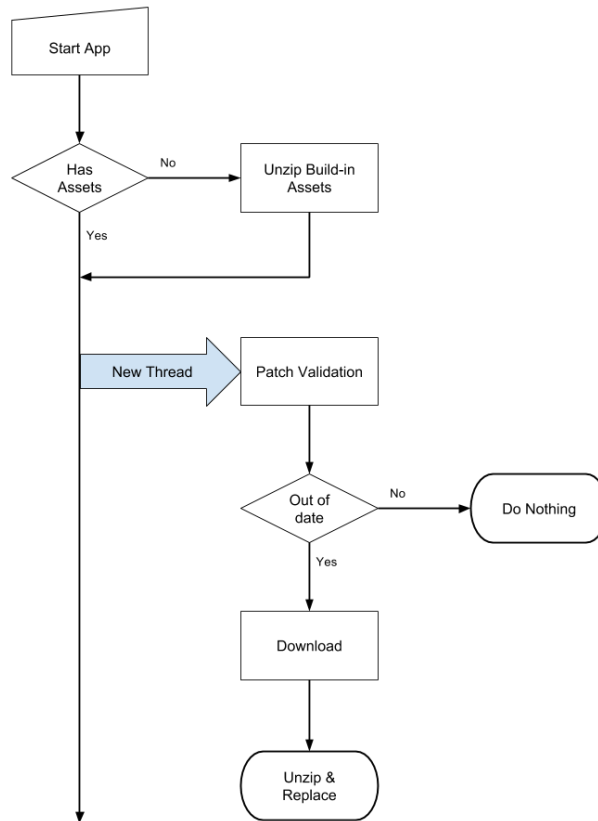 Start App
Has
Assets
No
Unzip Build-in
Assets
Yes
New Thread
Patch Validation
Out of
date
No
Do Nothing
Yes
Download
Unzip &
Replace